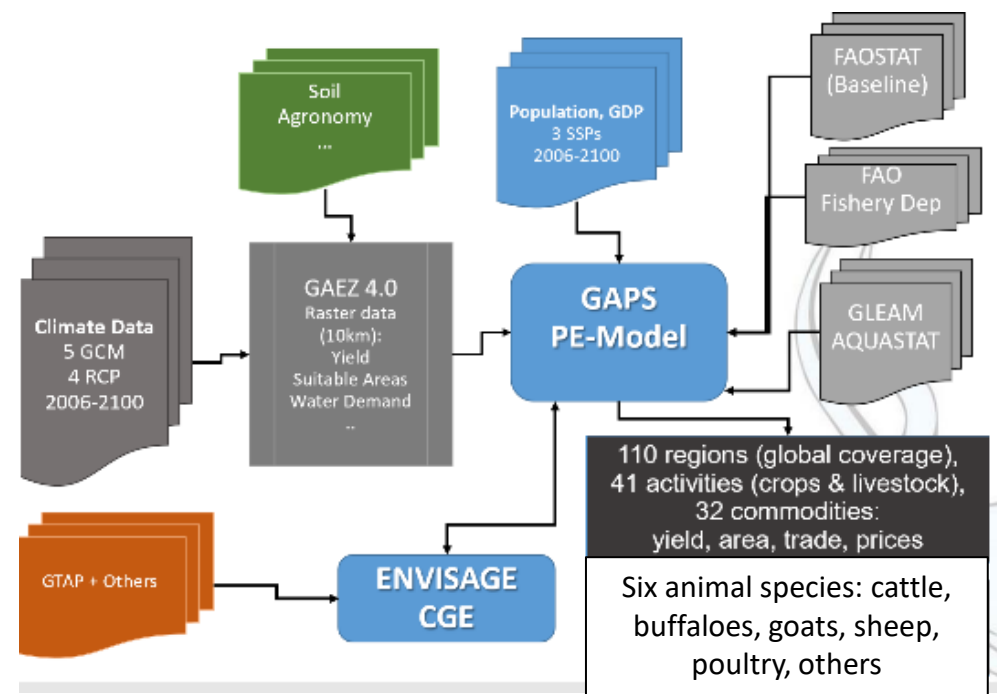 Soil
Agronomy
...
Population, GDP
3 SSPs
2006-2100
FAOSTAT
(Baseline)
FAO
Fishery Dep
GLEAM
AQUASTAT
Climate Data
5 GCM
4 RCP
2006-2100
GAEZ 4.0
Raster data
(10km):
Yield
Suitable Areas
Water Demand
..
GAPS
PE-Model
110 regions (global coverage),
41 activities (crops & livestock),
32 commodities:
yield, area, trade, prices
GTAP + Others
ENVISAGE
CGE
Six animal species: cattle,
buffaloes, goats, sheep,
poultry, others